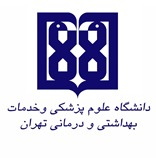 دانشگاه علوم پزشکی وخدمات
بهداشتی و درمانی تهران